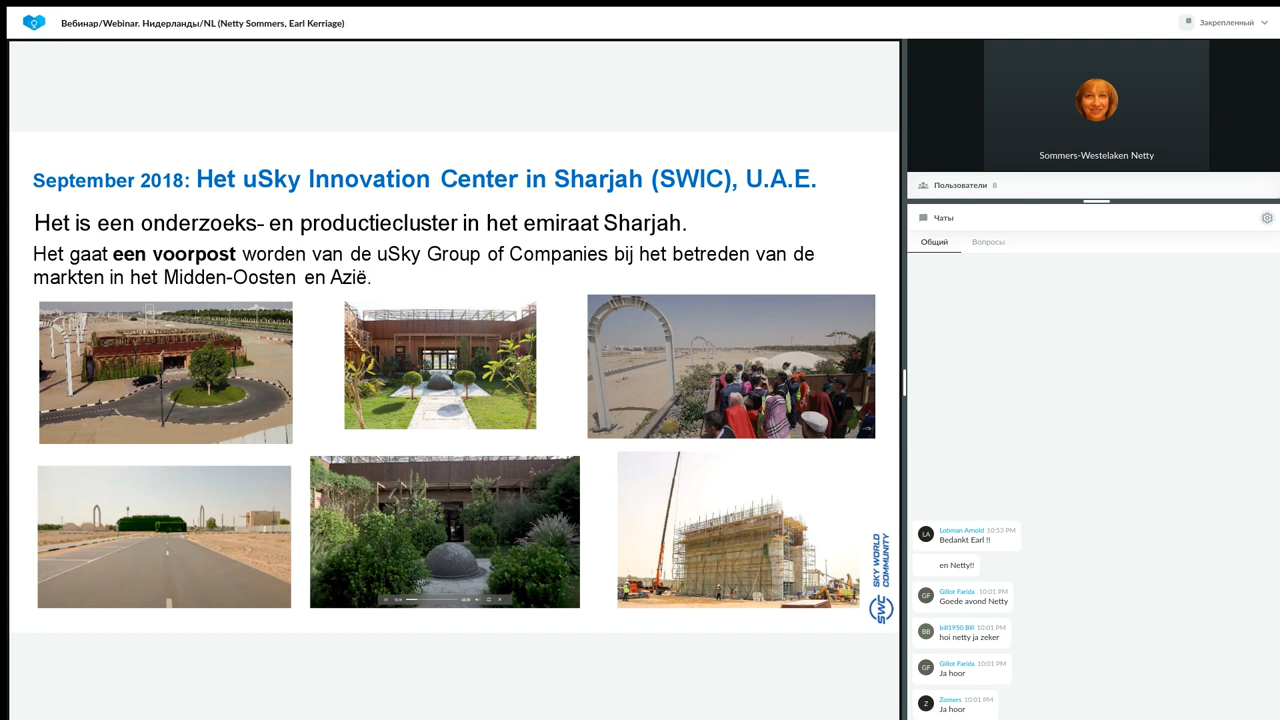 Вебинар/Webinar. Нидерланды/NL (Netty Sommers, Earl Kerriage)
Закрепленный
September 2018: Het uSky Innovation Center in Sharjah (SWIC), U.A.E.
Het is een onderzoeks- en productiecluster in het emiraat Sharjah.
Het gaat een voorpost worden van de uSky Group of Companies bij het betreden van de
markten in het Midden-Oosten en Azië.
SKY WORLD
COMMUNITY
SWC
Sommers-Westelaken Netty
Пользователи 8
Чаты
Общий Вопросы
LA
Lobman Arnold 10:53 PM
Bedankt Earl !!
en Netty!!
GF
Gillot Farida 10:01 PM
Goede avond Netty
BB
bill1950 Bill 10:01 PM
hoi netty ja zeker
GF
Gillot Farida 10:01 PM
Ja hoor
Z
Zomers 10:01 PM
Ja hoor